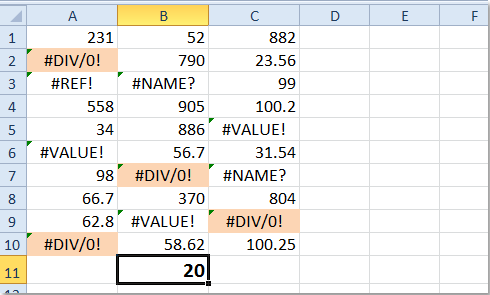 A B C D E F
1 231 52 882
2 #DIV/0! 790 23.56
3 #REF! #NAME? 99
4 558 905 100.2
5 34 886 #VALUE!
6 #VALUE! 56.7 31.54
7 98 #DIV/0! #NAME?
8 66.7 370 804
9 62.8 #VALUE! #DIV/0!
10 #DIV/0! 58.62 100.25
11 20